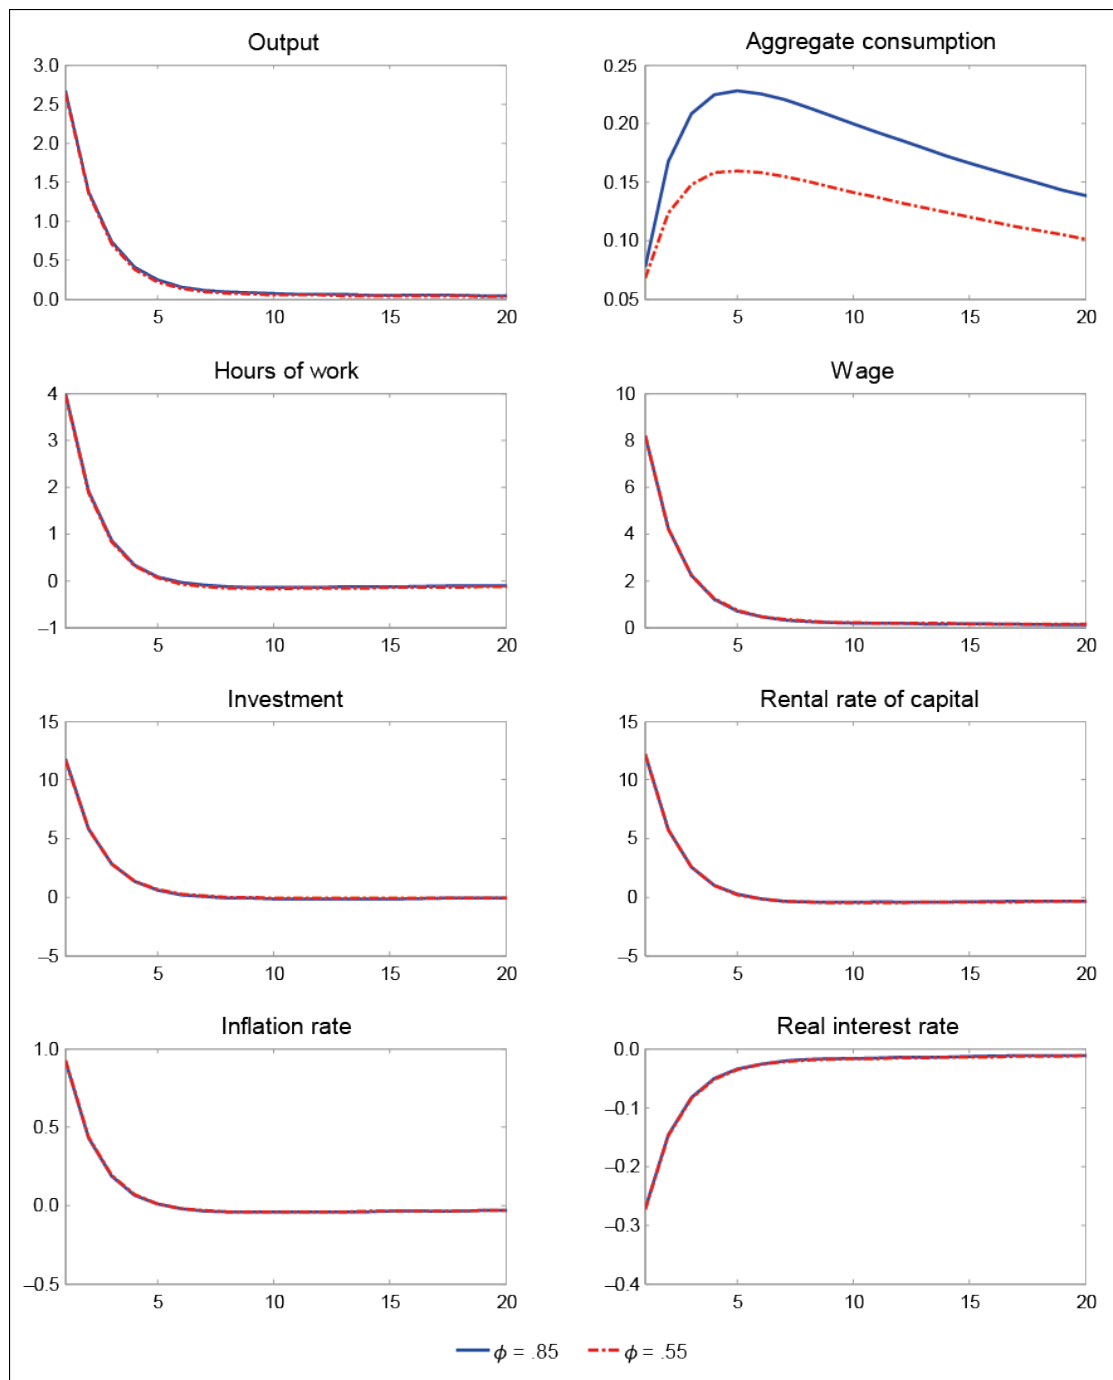 Output
3.0
2.5
2.0
1.5
1.0
0.5
0.0
5 10 15 20
Aggregate consumption
0.25
0.20
0.15
0.10
0.05
5 10 15 20
Hours of work
4
3
2
1
0
–1
5 10 15 20
Wage
10
8
6
4
2
0
5 10 15 20
Investment
15
10
5
0
–5
5 10 15 20
Rental rate of capital
15
10
5
0
–5
5 10 15 20
Inflation rate
1.0
0.5
0.0
–0.5
5 10 15 20
Real interest rate
0.0
–0.1
–0.2
–0.3
–0.4
5 10 15 20
ϕ = .85 ϕ = .55